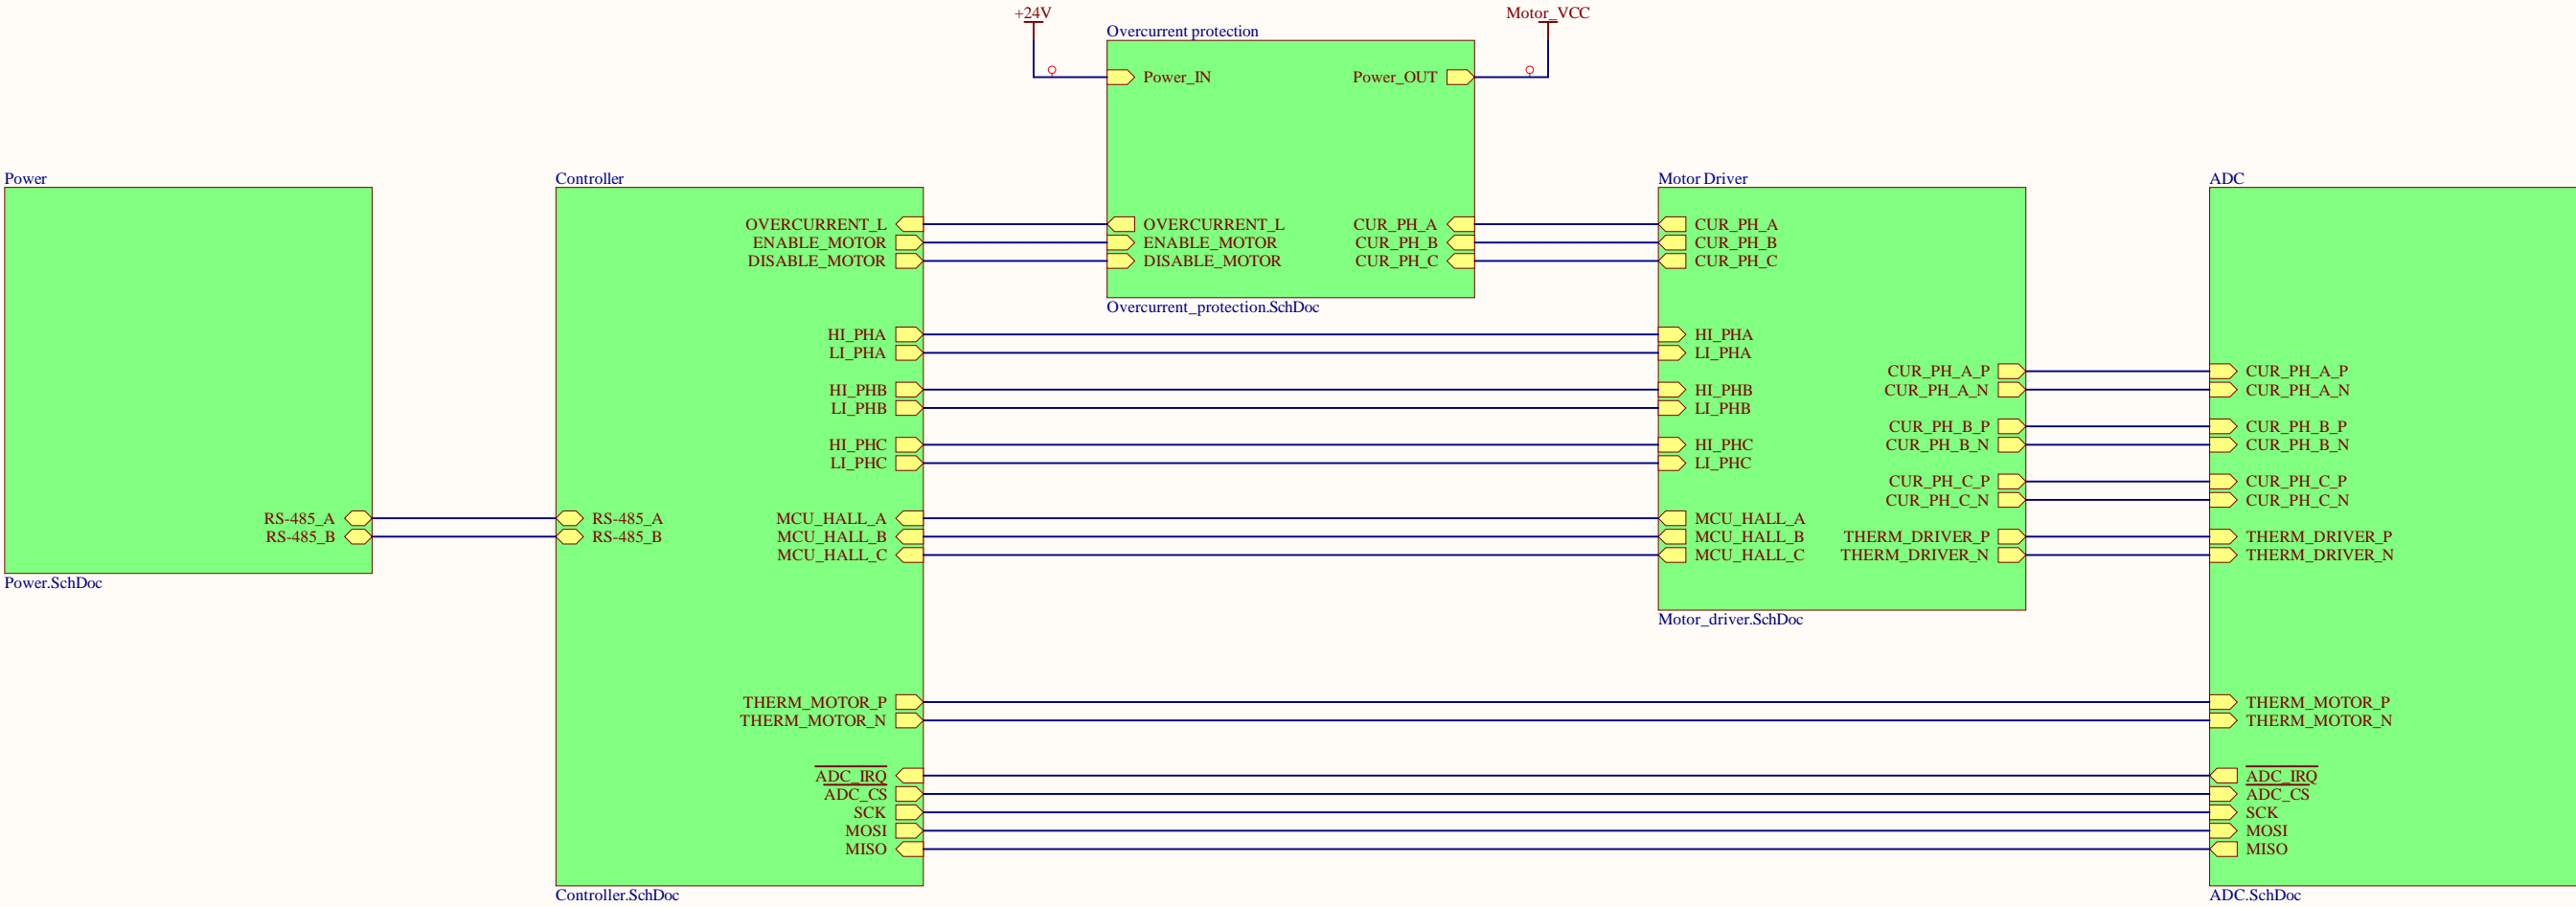 +24V
Motor_VCC
Overcurrent protection
Power_IN
Power_OUT
OVERCURRENT_L
ENABLE_MOTOR
DISABLE_MOTOR
CUR_PH_A
CUR_PH_B
CUR_PH_C
Overcurrent_protection.SchDoc
Power
RS-485_A
RS-485_B
Power.SchDoc
Controller
OVERCURRENT_L
ENABLE_MOTOR
DISABLE_MOTOR
HI_PHA
LI_PHA
HI_PHB
LI_PHB
HI_PHC
LI_PHC
RS-485_A
RS-485_B
MCU_HALL_A
MCU_HALL_B
MCU_HALL_C
THERM_MOTOR_P
THERM_MOTOR_N
ADC_IRQ
ADC_CS
SCK
MOSI
MISO
Controller.SchDoc
Motor Driver
CUR_PH_A
CUR_PH_B
CUR_PH_C
HI_PHA
LI_PHA
HI_PHB
LI_PHB
HI_PHC
LI_PHC
MCU_HALL_A
MCU_HALL_B
MCU_HALL_C
CUR_PH_A_P
CUR_PH_A_N
CUR_PH_B_P
CUR_PH_B_N
CUR_PH_C_P
CUR_PH_C_N
THERM_DRIVER_P
THERM_DRIVER_N
Motor_driver.SchDoc
ADC
CUR_PH_A_P
CUR_PH_A_N
CUR_PH_B_P
CUR_PH_B_N
CUR_PH_C_P
CUR_PH_C_N
THERM_DRIVER_P
THERM_DRIVER_N
THERM_MOTOR_P
THERM_MOTOR_N
ADC_IRQ
ADC_CS
SCK
MOSI
MISO
ADC.SchDoc